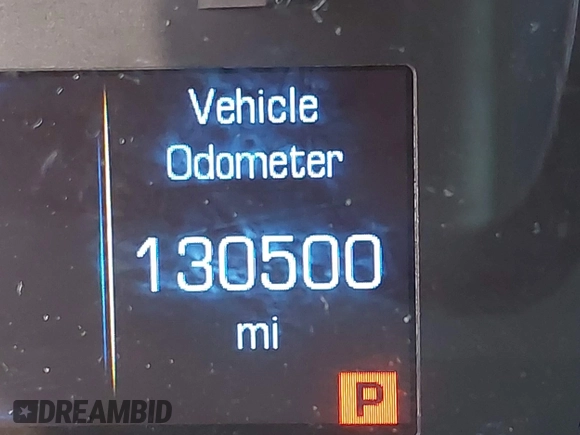 Vehicle
Odometer
130500
mi
P
DREAMBID